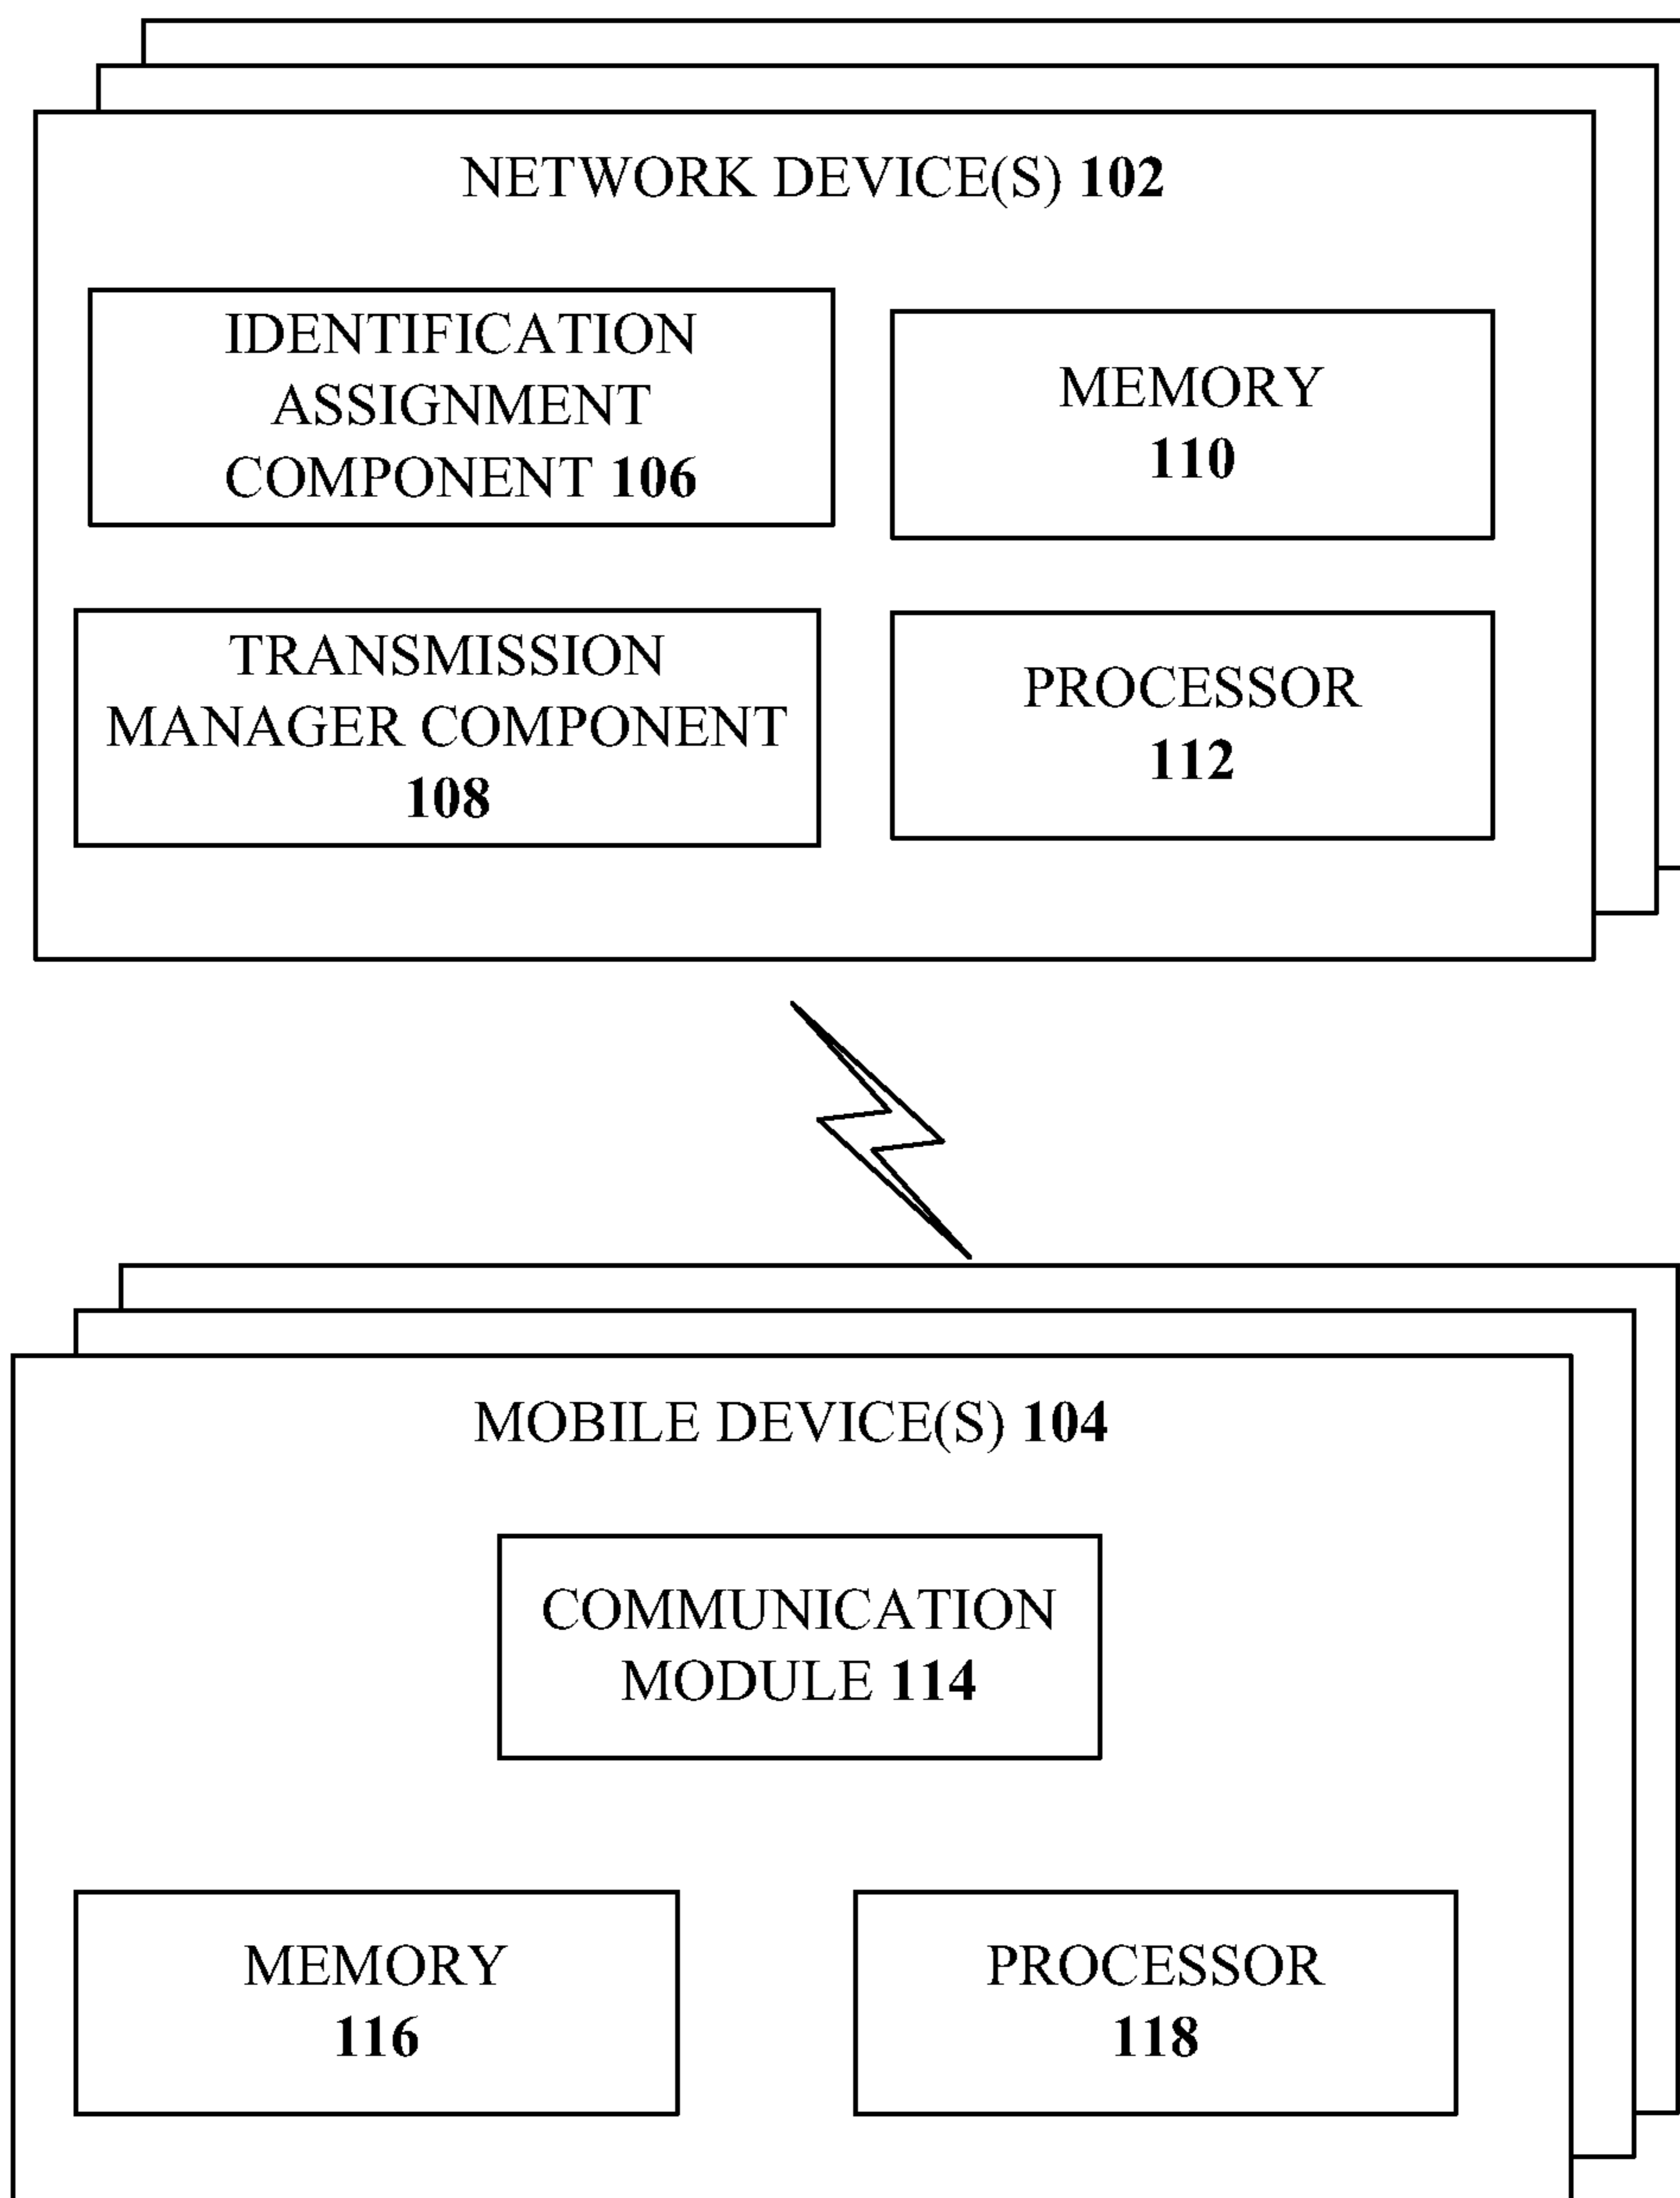 NETWORK DEVICE(S) 102
IDENTIFICATION
ASSIGNMENT
COMPONENT 106
MEMORY
110
TRANSMISSION
MANAGER COMPONENT
108
PROCESSOR
112
MOBILE DEVICE(S) 104
COMMUNICATION
MODULE 114
MEMORY
116
PROCESSOR
118